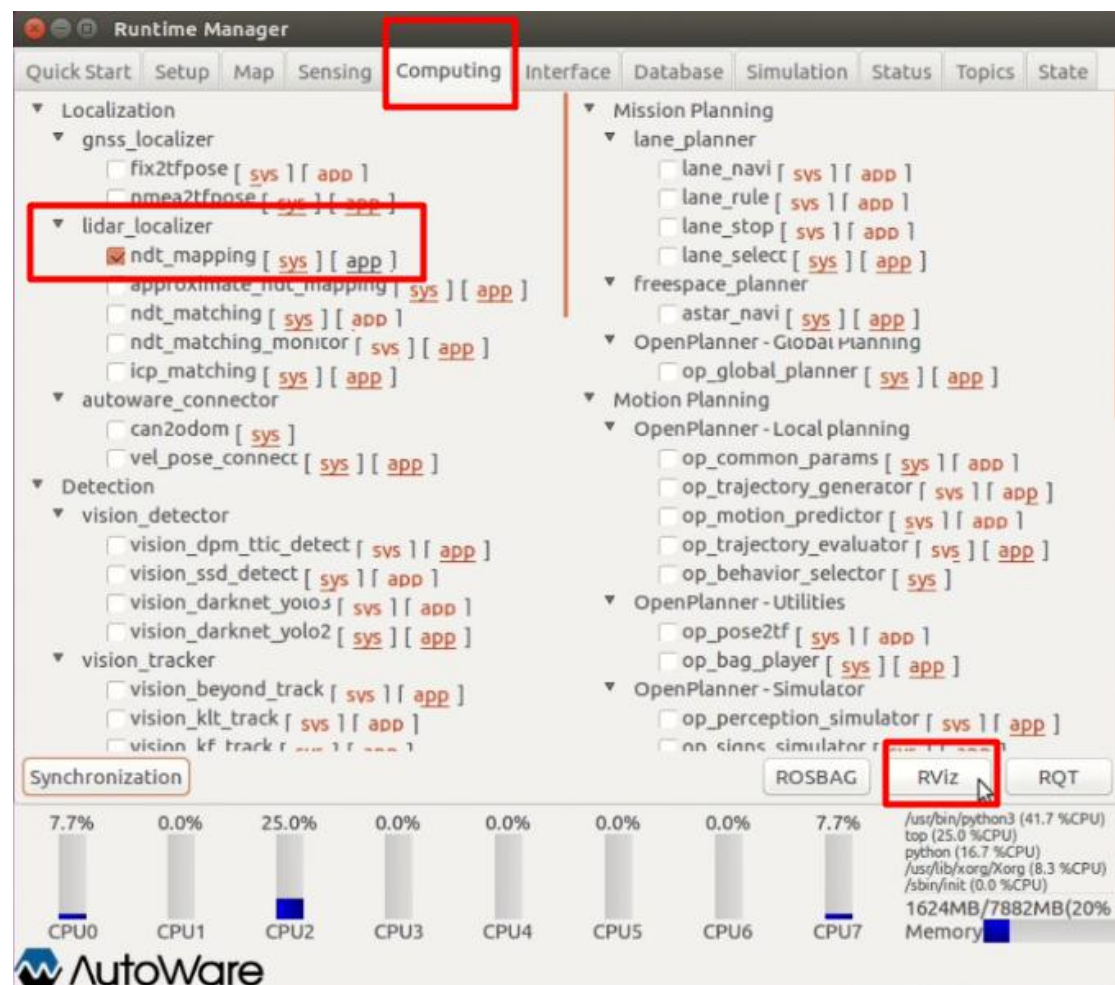 Runtime Manager
Quick Start Setup Map Sensing Computing Interface Database Simulation Status Topics State
Localization
gnss_localizer
fix2tfpose [ sys ] [ app ]
nmea2tfpose [ sys ] [ app ]
lidar_localizer
ndt_mapping [ sys ] [ app ]
approximate_ndt_mapping [ sys ] [ app ]
ndt_matching [ sys ] [ app ]
ndt_matching_monitor [ sys ] [ app ]
icp_matching [ sys ] [ app ]
autoware_connector
can2odom [ sys ]
vel_pose_connect [ sys ] [ app ]
Detection
vision_detector
vision_dpm_ttic_detect [ sys ] [ app ]
vision_ssd_detect [ sys ] [ app ]
vision_darknet_yolo3 [ sys ] [ app ]
vision_darknet_yolo2 [ sys ] [ app ]
vision_tracker
vision_beyond_track [ sys ] [ app ]
vision_klt_track [ sys ] [ app ]
vision_kf_track [ sys ] [ app ]
Mission Planning
lane_planner
lane_navi [ sys ] [ app ]
lane_rule [ sys ] [ app ]
lane_stop [ sys ] [ app ]
lane_select [ sys ] [ app ]
freespace_planner
astar_navi [ sys ] [ app ]
OpenPlanner - Global Planning
op_global_planner [ sys ] [ app ]
Motion Planning
OpenPlanner - Local planning
op_common_params [ sys ] [ app ]
op_trajectory_generator [ sys ] [ app ]
op_motion_predictor [ sys ] [ app ]
op_trajectory_evaluator [ sys ] [ app ]
op_behavior_selector [ sys ]
OpenPlanner - Utilities
op_pose2tf [ sys ] [ app ]
op_bag_player [ sys ] [ app ]
OpenPlanner - Simulator
op_perception_simulator [ sys ] [ app ]
op_signs_simulator [ sys ] [ app ]
Synchronization ROSBAG RViz RQT
7.7% 0.0% 25.0% 0.0% 0.0% 0.0% 0.0% 7.7%
CPU0 CPU1 CPU2 CPU3 CPU4 CPU5 CPU6 CPU7
/usr/bin/python3 (41.7 %CPU)
top (25.0 %CPU)
python (16.7 %CPU)
/usr/lib/xorg/Xorg (8.3 %CPU)
/sbin/init (0.0 %CPU)
1624MB/7882MB(20%
Memory
AutoWare